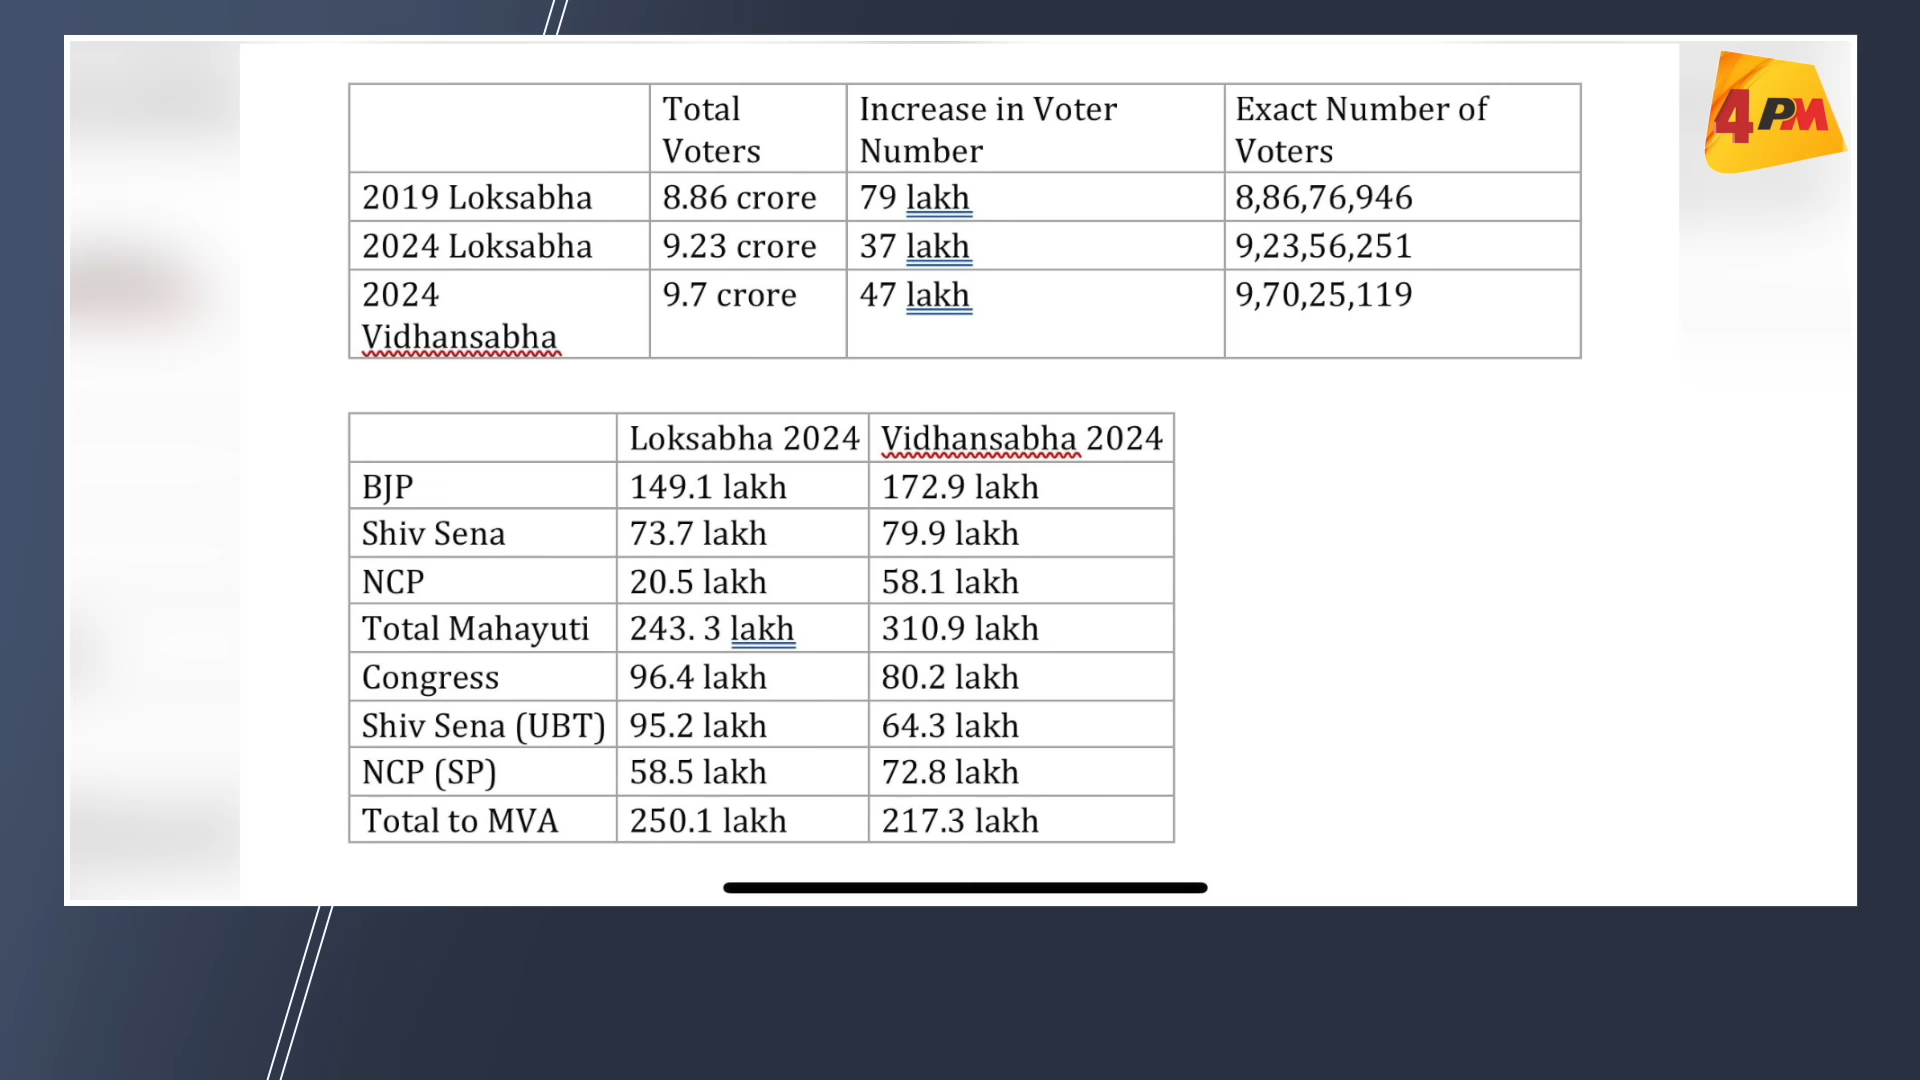 4PM
Total Voters	Increase in Voter Number	Exact Number of Voters
2019 Loksabha	8.86 crore	79 lakh	8,86,76,946
2024 Loksabha	9.23 crore	37 lakh	9,23,56,251
2024 Vidhansabha	9.7 crore	47 lakh	9,70,25,119
Loksabha 2024	Vidhansabha 2024
BJP	149.1 lakh	172.9 lakh
Shiv Sena	73.7 lakh	79.9 lakh
NCP	20.5 lakh	58.1 lakh
Total Mahayuti	243. 3 lakh	310.9 lakh
Congress	96.4 lakh	80.2 lakh
Shiv Sena (UBT)	95.2 lakh	64.3 lakh
NCP (SP)	58.5 lakh	72.8 lakh
Total to MVA	250.1 lakh	217.3 lakh